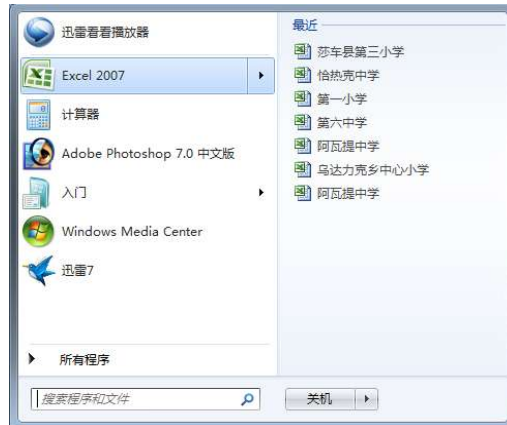 迅雷看看播放器
Excel 2007
计算器
Adobe Photoshop 7.0 中文版
入门
Windows Media Center
迅雷7
所有程序
搜索程序和文件
最近
莎车县第三小学
恰热克中学
第一小学
第六中学
阿瓦提中学
乌达力克乡中心小学
阿瓦提中学
关机